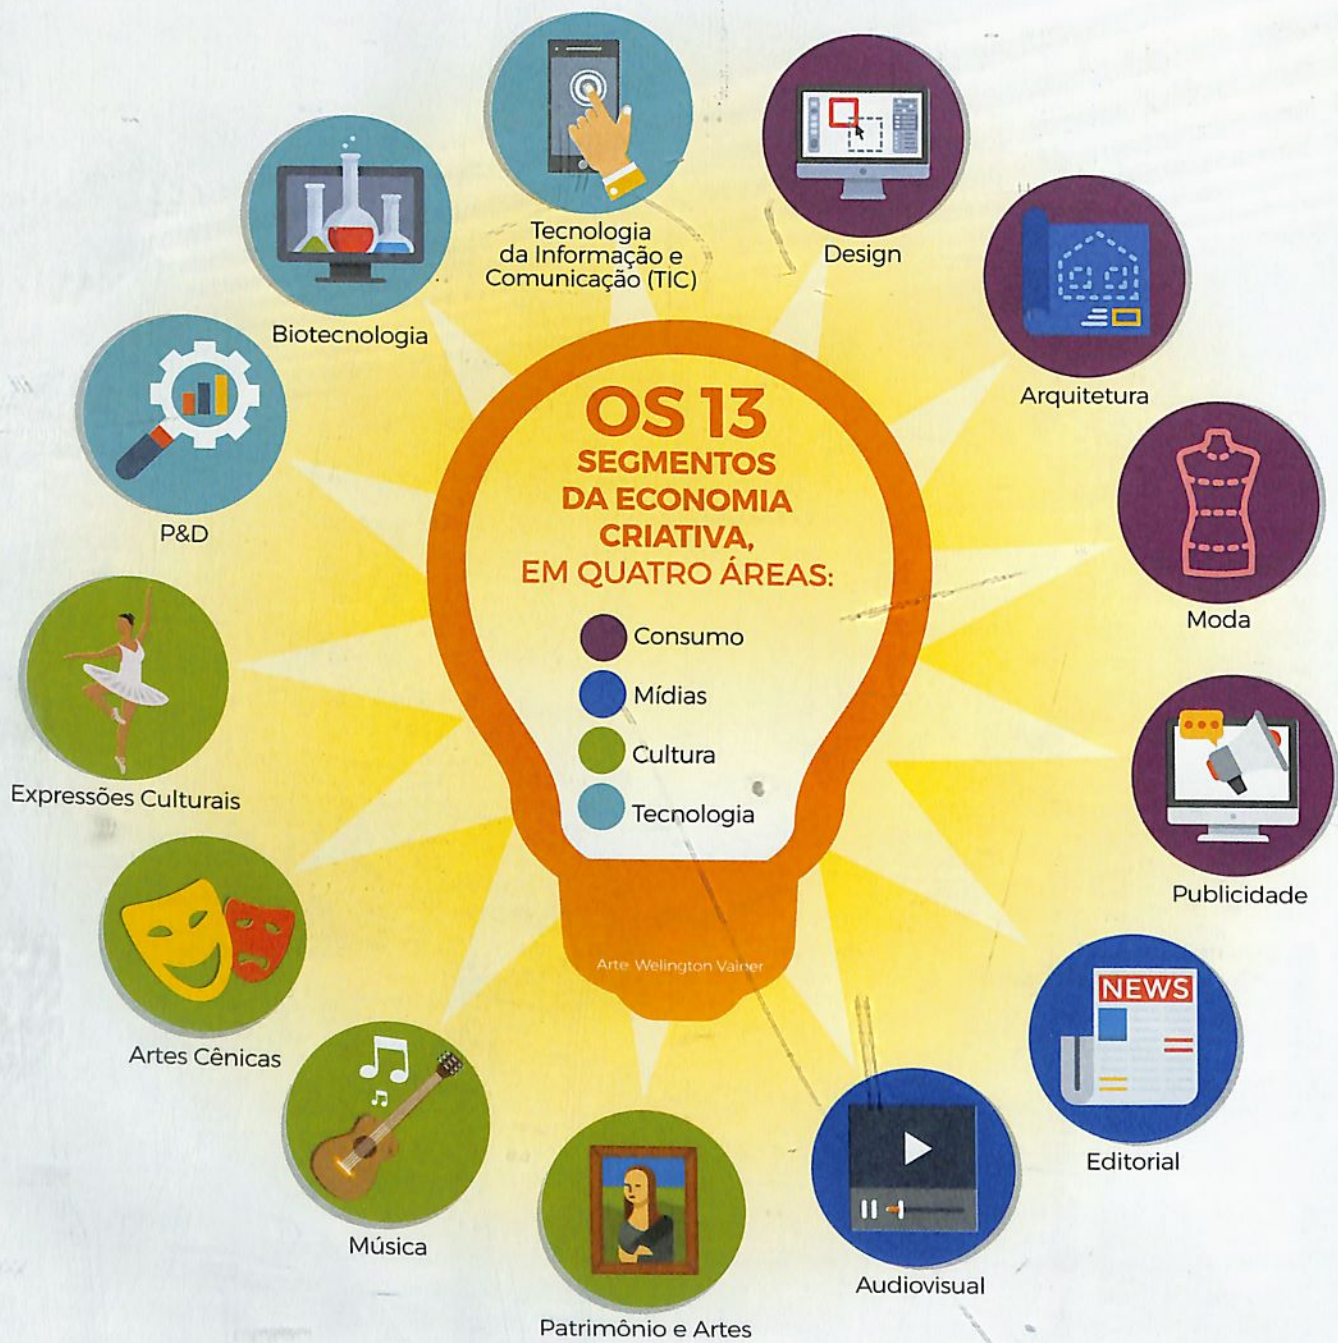 OS 13
SEGMENTOS
DA ECONOMIA
CRIATIVA,
EM QUATRO ÁREAS:
Consumo
Mídias
Cultura
Tecnologia
Arte Welington Vainer
Tecnologia
da Informação e
Comunicação (TIC)
Design
Arquitetura
Moda
Publicidade
NEWS
Editorial
Audiovisual
Patrimônio e Artes
Música
Artes Cênicas
Expressões Culturais
P&D
Biotecnologia